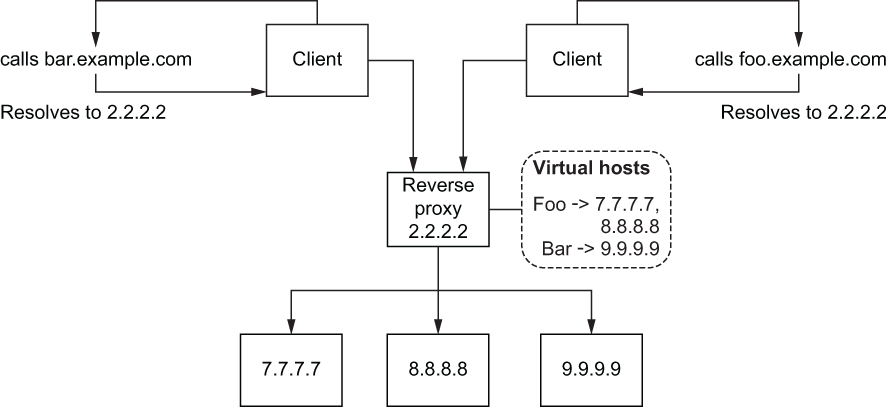 calls bar.example.com
Resolves to 2.2.2.2
Client
Client
calls foo.example.com
Resolves to 2.2.2.2
Reverse
proxy
2.2.2.2
Virtual hosts
Foo -> 7.7.7.7,
8.8.8.8
Bar -> 9.9.9.9
7.7.7.7
8.8.8.8
9.9.9.9